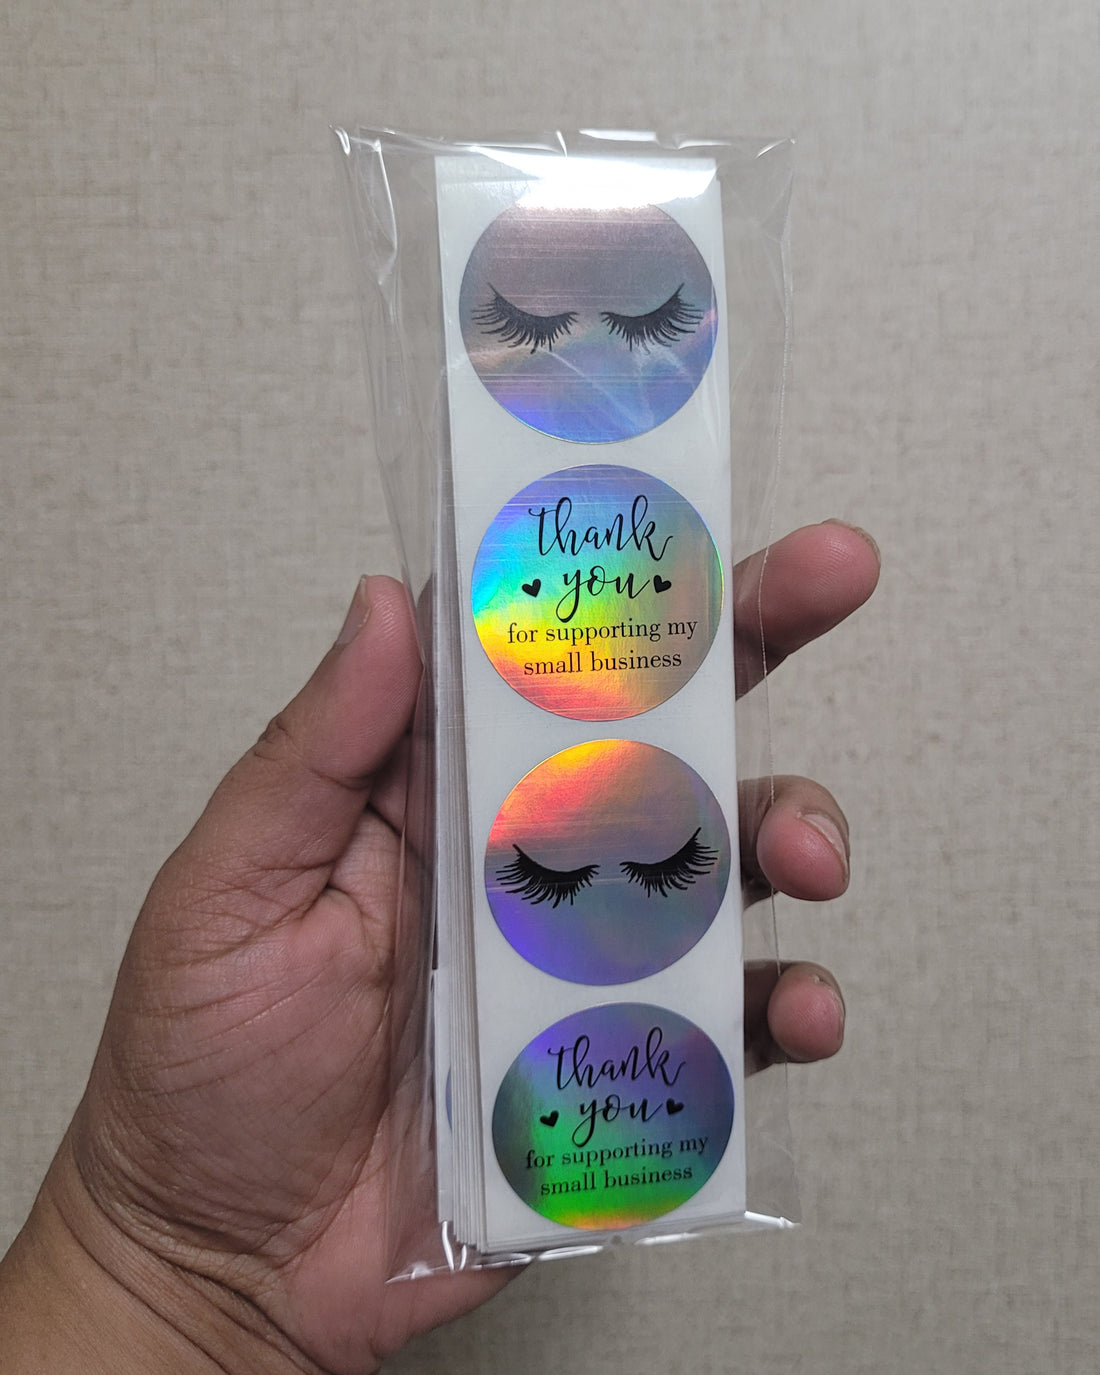 thank
you
for supporting my
small business
thank
you
for supporting my
small business